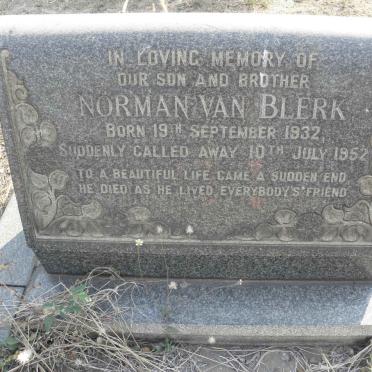 IN LOVING MEMORY OF
OUR SON AND BROTHER
NORMAN VAN BLERK
BORN 19TH SEPTEMBER 1932,
SUDDENLY CALLED AWAY 10TH JULY 1952
TO A BEAUTIFUL LIFE CAME A SUDDEN END
HE DIED AS HE LIVED EVERYBODY'S FRIEND